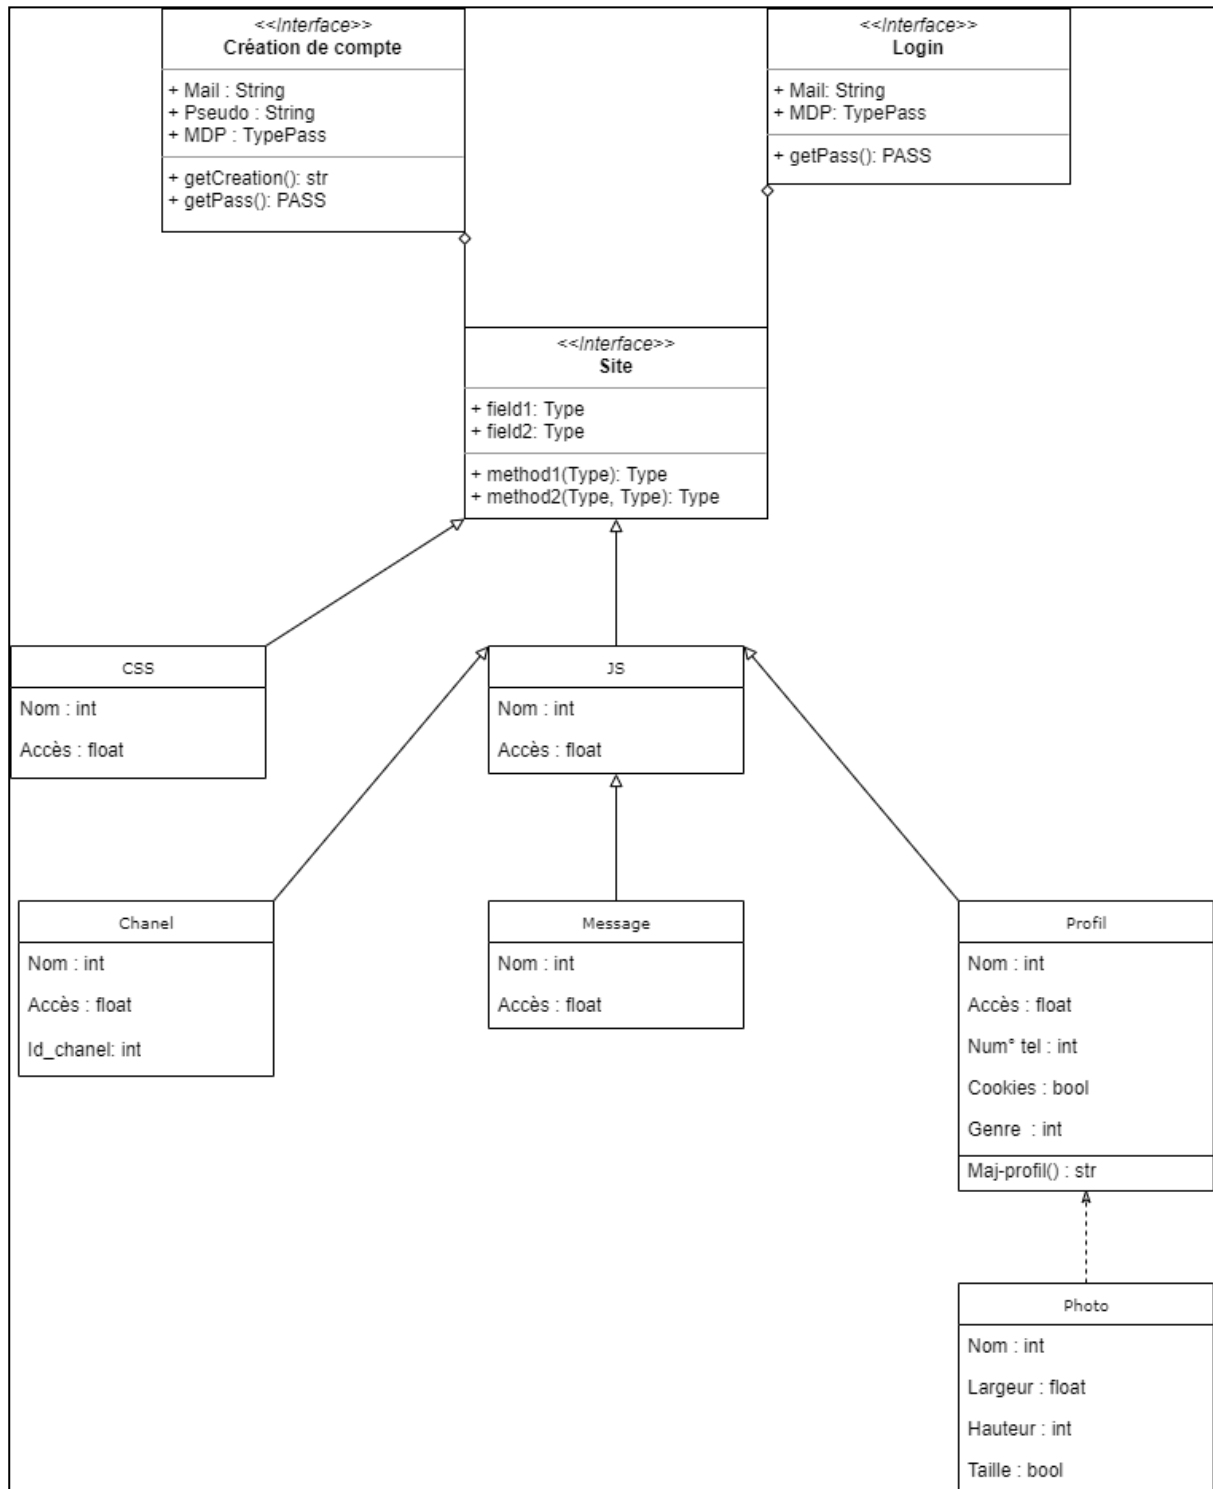 <<Interface>>
Création de compte
+ Mail : String
+ Pseudo : String
+ MDP : TypePass
+ getCreation(): str
+ getPass(): PASS
<<Interface>>
Login
+ Mail: String
+ MDP: TypePass
+ getPass(): PASS
<<Interface>>
Site
+ field1: Type
+ field2: Type
+ method1(Type): Type
+ method2(Type, Type): Type
CSS
Nom : int
Accès : float
JS
Nom : int
Accès : float
Chanel
Nom : int
Accès : float
Id_chanel: int
Message
Nom : int
Accès : float
Profil
Nom : int
Accès : float
Num° tel : int
Cookies : bool
Genre : int
Maj-profil() : str
Photo
Nom : int
Largeur : float
Hauteur : int
Taille : bool